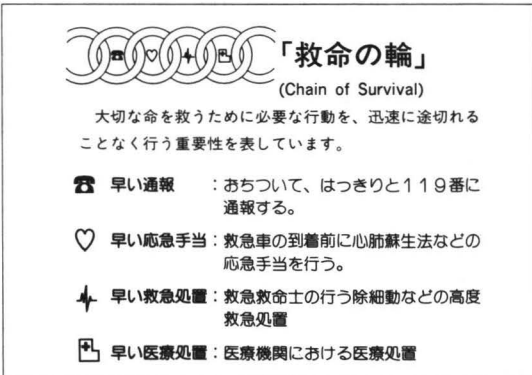 「救命の輪」
(Chain of Survival)
大切な命を救うために必要な行動を、迅速に途切れる
ことなく行う重要性を表しています。
早い通報　：おちついて、はっきりと１１９番に
通報する。
早い応急手当：救急車の到着前に心肺蘇生法などの
応急手当を行う。
早い救急処置：救急救命士の行う除細動などの高度
救急処置
早い医療処置：医療機関における医療処置